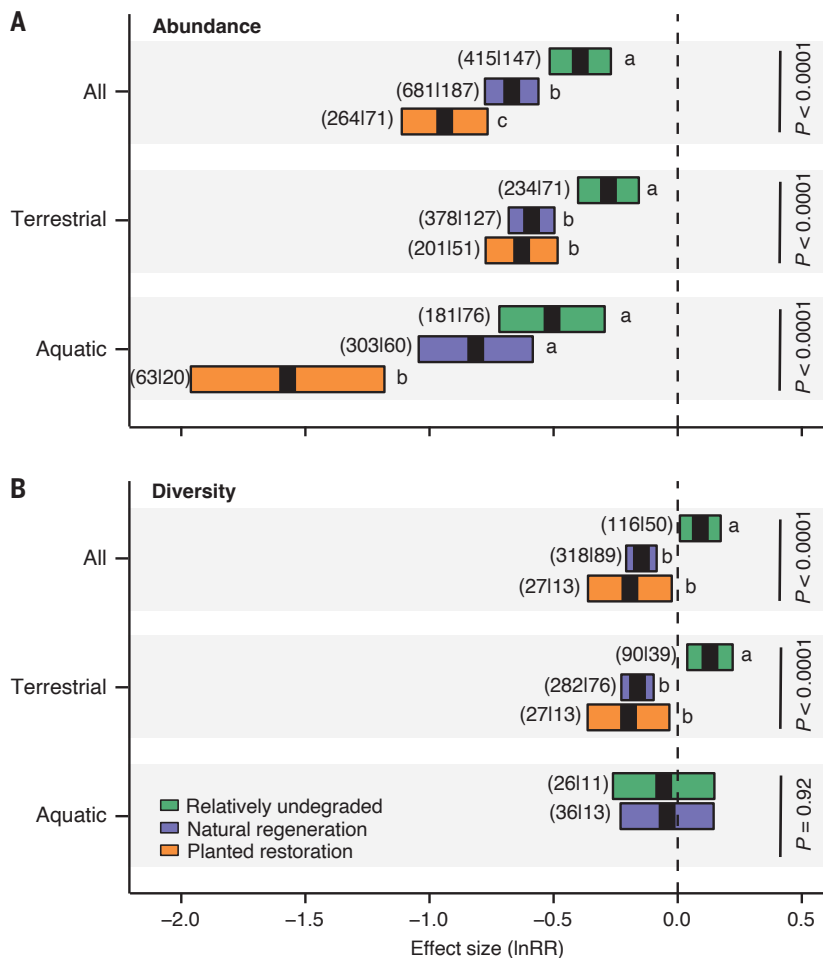 A
Abundance
(415|147) a
All (681|187) b
(264|71) c
P < 0.0001
(234|71) a
Terrestrial (378|127) b
(201|51) b
P < 0.0001
(181|76) a
Aquatic (303|60) a
(63|20) b
P < 0.0001
B
Diversity
(116|50) a
All (318|89) b
(27|13) b
P < 0.0001
(90|39) a
Terrestrial (282|76) b
(27|13) b
P < 0.0001
(26|11)
Aquatic (36|13)
P = 0.92
Relatively undegraded
Natural regeneration
Planted restoration
−2.0 −1.5 −1.0 −0.5 0.0 0.5
Effect size (lnRR)